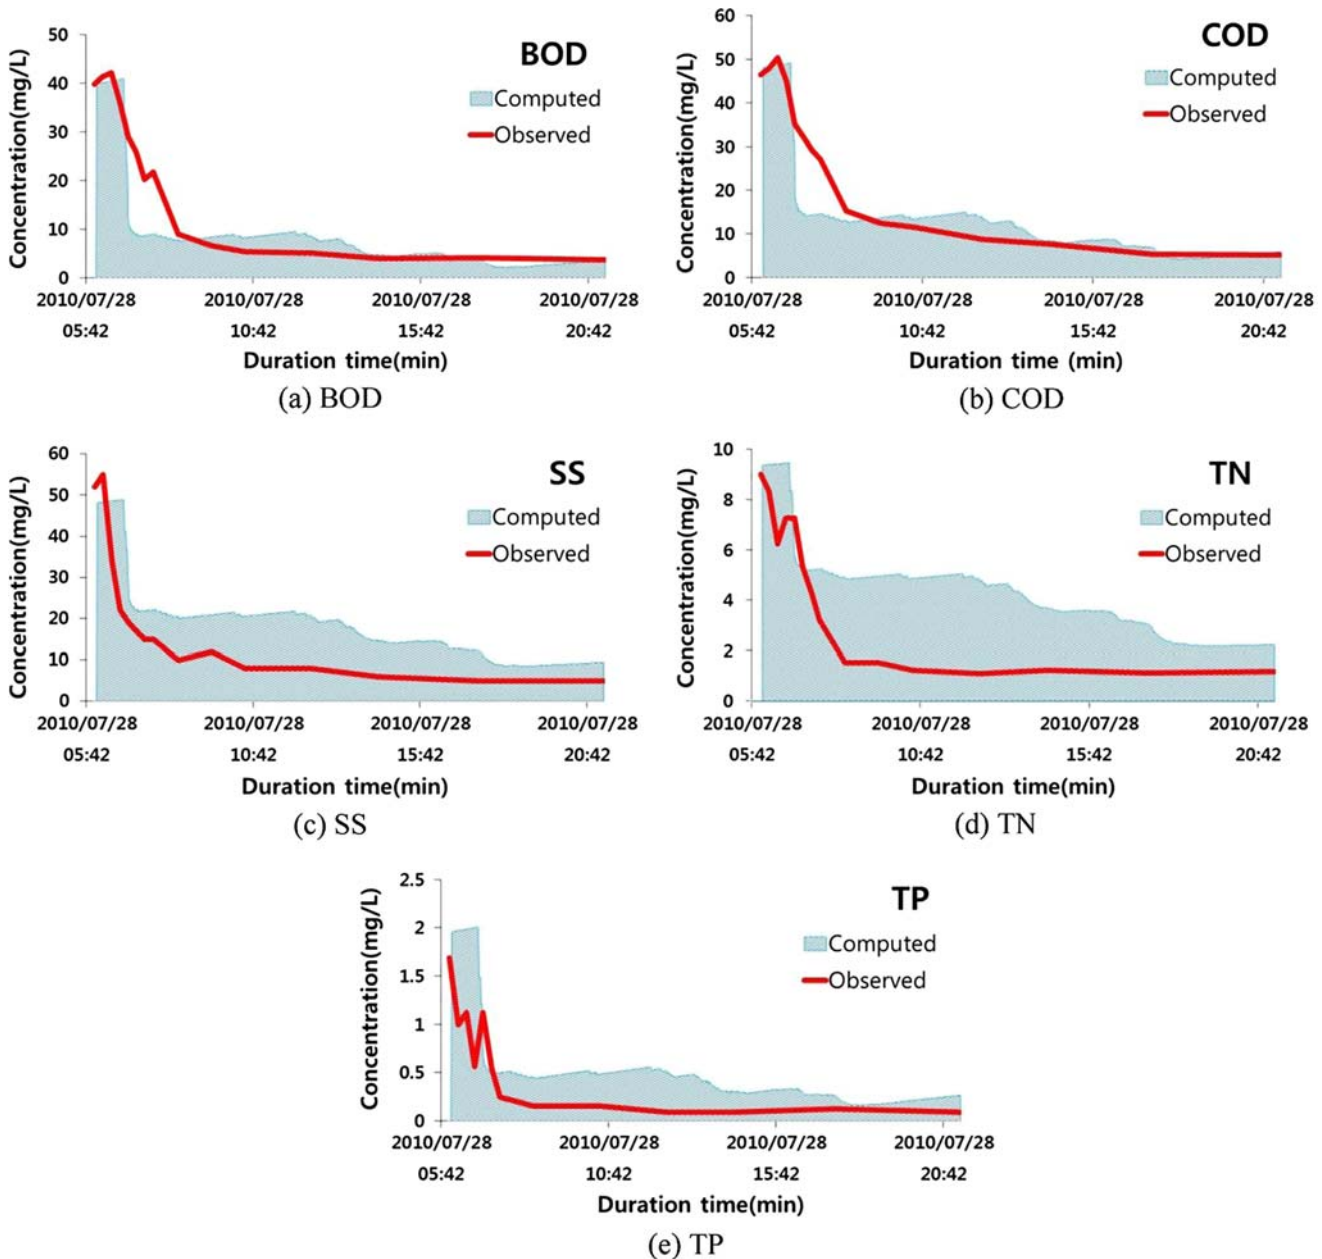 BOD
Computed
Observed
Concentration(mg/L)
50
40
30
20
10
0
2010/07/28 2010/07/28 2010/07/28 2010/07/28
05:42 10:42 15:42 20:42
Duration time(min)
(a) BOD
COD
Computed
Observed
Concentration(mg/L)
60
50
40
30
20
10
0
2010/07/28 2010/07/28 2010/07/28 2010/07/28
05:42 10:42 15:42 20:42
Duration time (min)
(b) COD
SS
Computed
Observed
Concentration(mg/L)
60
50
40
30
20
10
0
2010/07/28 2010/07/28 2010/07/28 2010/07/28
05:42 10:42 15:42 20:42
Duration time(min)
(c) SS
TN
Computed
Observed
Concentration(mg/L)
10
8
6
4
2
0
2010/07/28 2010/07/28 2010/07/28 2010/07/28
05:42 10:42 15:42 20:42
Duration time(min)
(d) TN
TP
Computed
Observed
Concentration(mg/L)
2.5
2
1.5
1
0.5
0
2010/07/28 2010/07/28 2010/07/28 2010/07/28
05:42 10:42 15:42 20:42
Duration time(min)
(e) TP